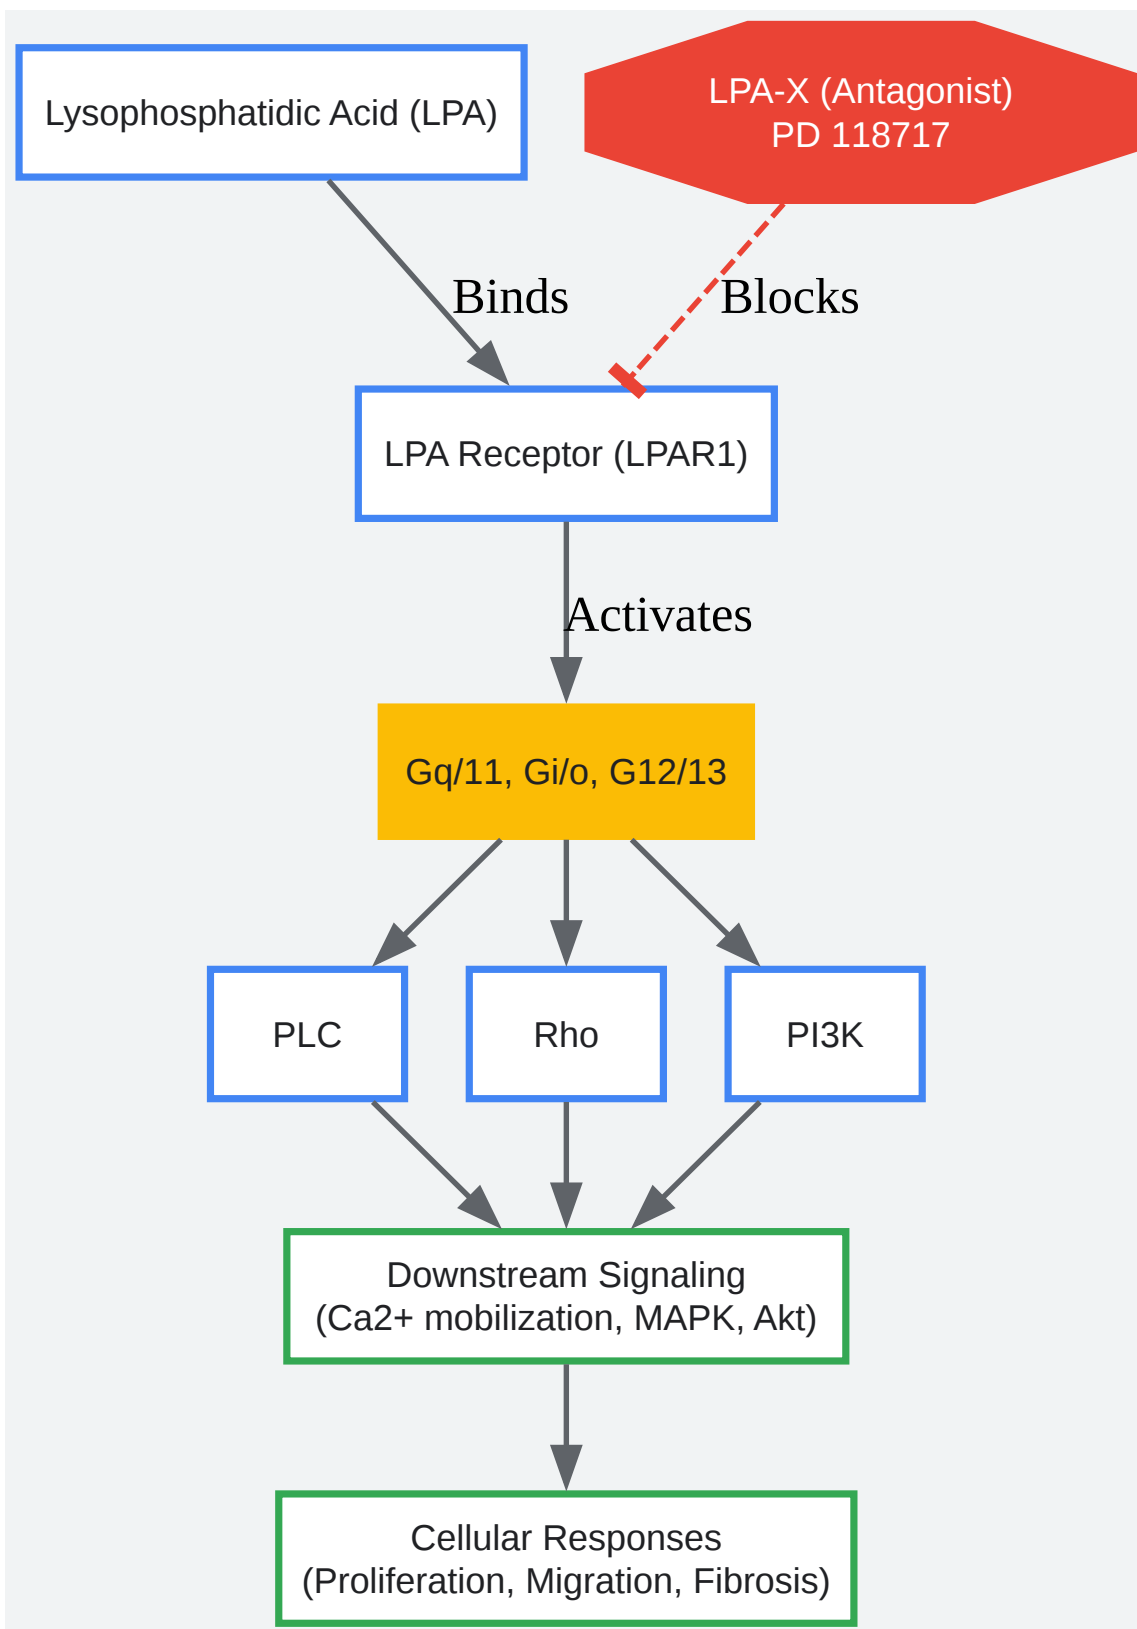 Lysophosphatidic Acid (LPA)
LPA-X (Antagonist)
PD 118717
Binds
Blocks
LPA Receptor (LPAR1)
Activates
Gq/11, Gi/o, G12/13
PLC
Rho
PI3K
Downstream Signaling
(Ca2+ mobilization, MAPK, Akt)
Cellular Responses
(Proliferation, Migration, Fibrosis)